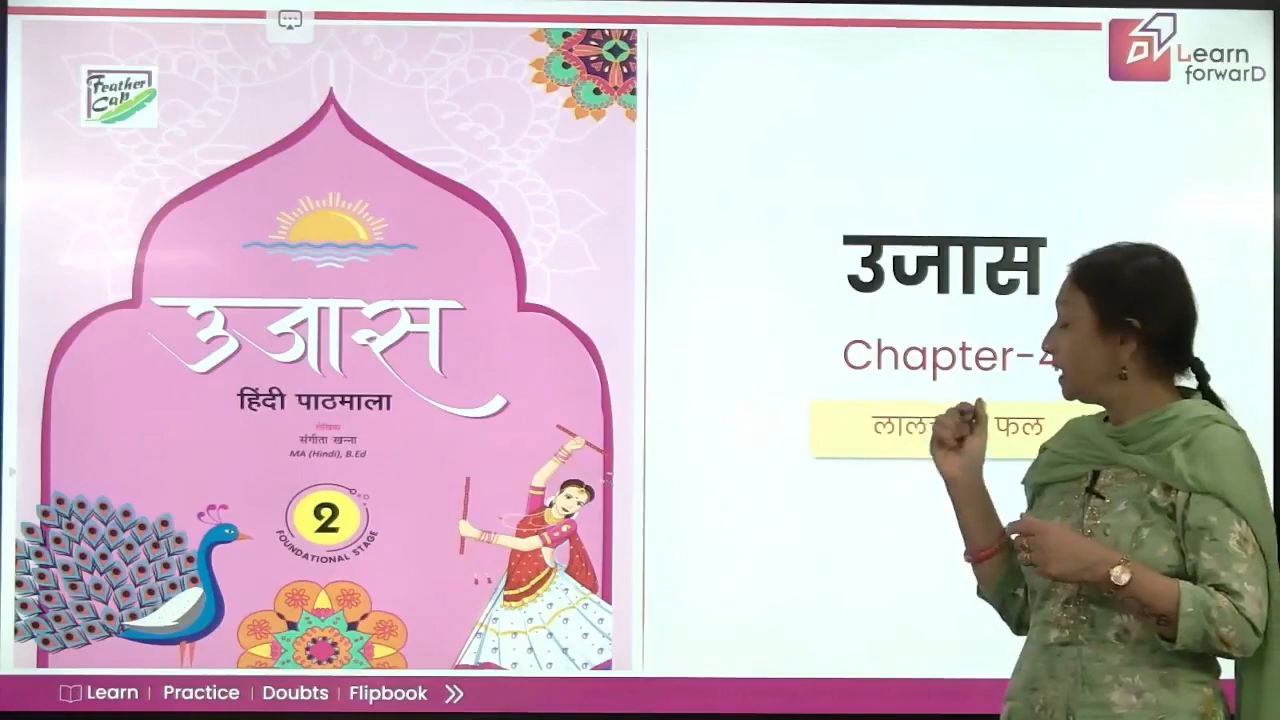 Feather
Cap
उजास
हिंदी पाठमाला
लेखिका
संगीता खन्ना
MA (Hindi), B.Ed
2
FOUNDATIONAL STAGE
Learn
forwarD
उजास
Chapter-4
फल
Learn | Practice | Doubts | Flipbook